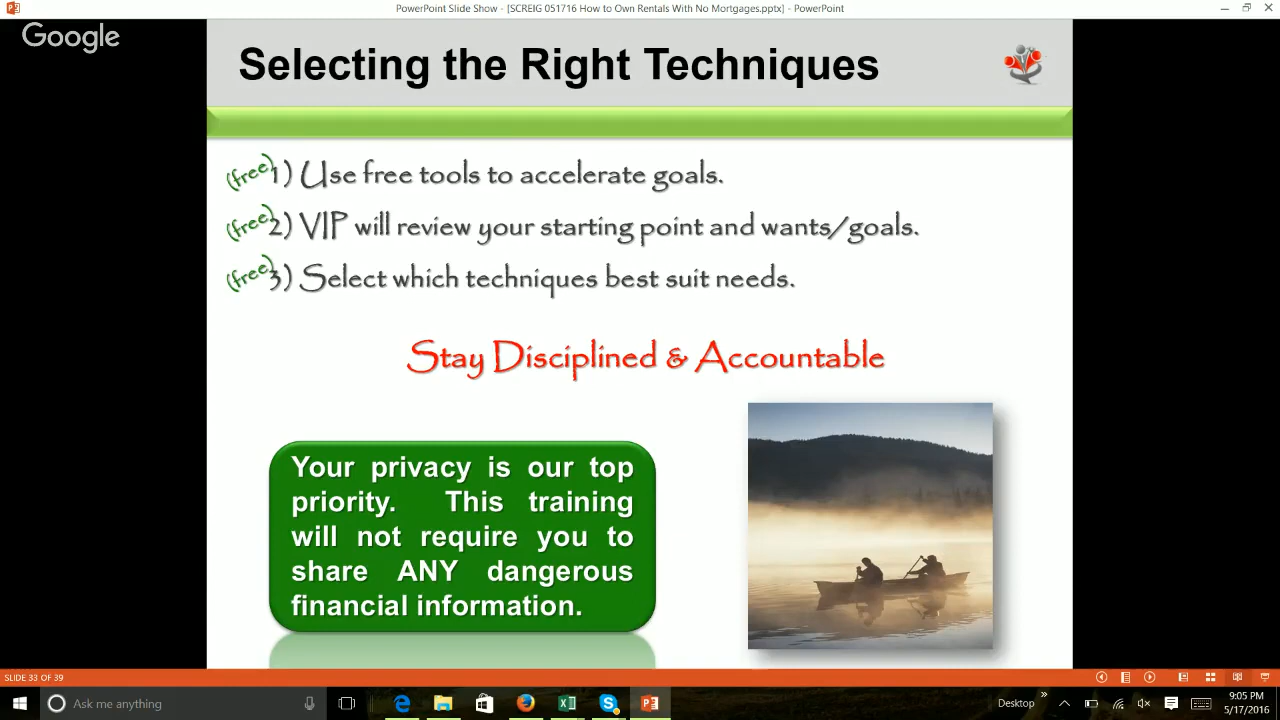 PowerPoint Slide Show - [SCREIG 051716 How to Own Rentals With No Mortgages.pptx] - PowerPoint
Google
Selecting the Right Techniques
(free) 1) Use free tools to accelerate goals.
(free) 2) VIP will review your starting point and wants/goals.
(free) 3) Select which techniques best suit needs.
Stay Disciplined & Accountable
Your privacy is our top
priority. This training
will not require you to
share ANY dangerous
financial information.
SLIDE 33 OF 39
Ask me anything
Desktop
9:05 PM
5/17/2016